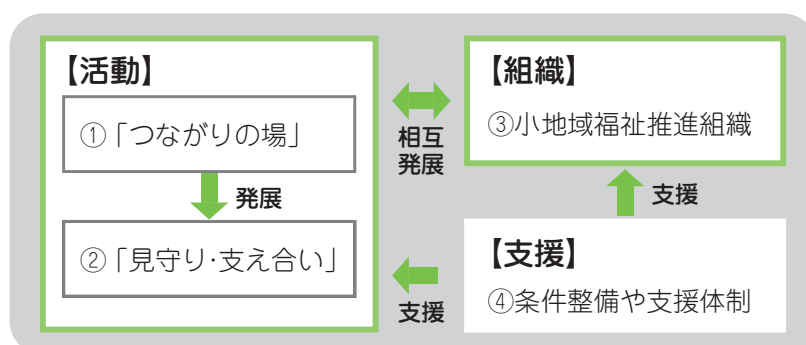 【活動】
①「つながりの場」
発展
②「見守り・支え合い」
相互
発展
【組織】
③小地域福祉推進組織
支援
【支援】
④条件整備や支援体制
支援